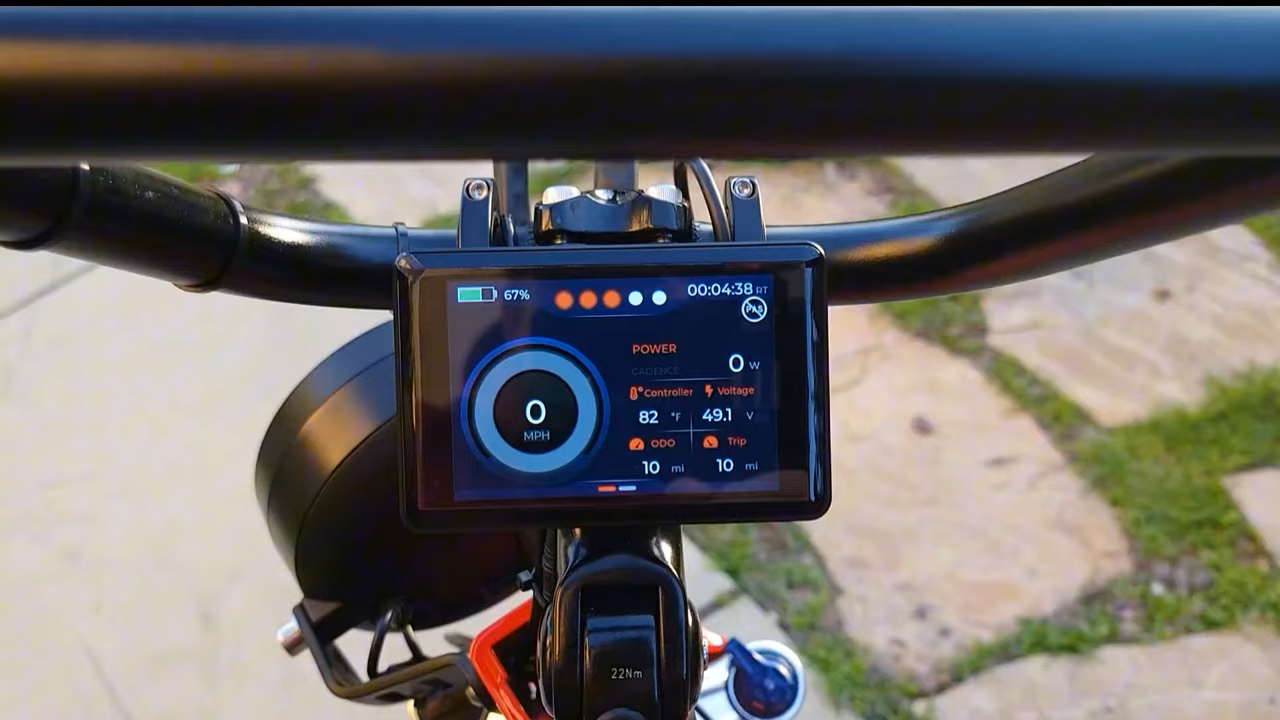 67%
00:04:38 RT
PAS
POWER
CADENCE
0 W
Controller Voltage
82 °F 49.1 V
0
MPH
ODO Trip
10 mi 10 mi
22Nm